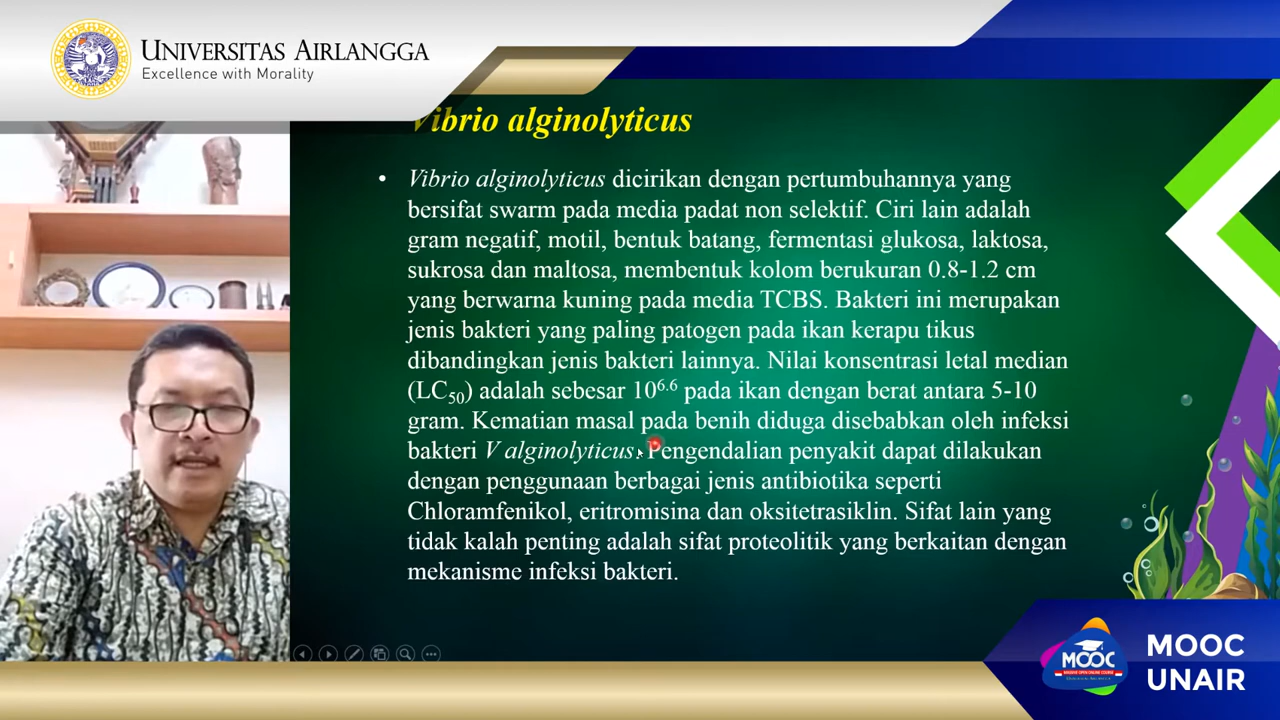 UNIVERSITAS AIRLANGGA
Excellence with Morality
Vibrio alginolyticus
• Vibrio alginolyticus dicirikan dengan pertumbuhannya yang
bersifat swarm pada media padat non selektif. Ciri lain adalah
gram negatif, motil, bentuk batang, fermentasi glukosa, laktosa,
sukrosa dan maltosa, membentuk kolom berukuran 0.8-1.2 cm
yang berwarna kuning pada media TCBS. Bakteri ini merupakan
jenis bakteri yang paling patogen pada ikan kerapu tikus
dibandingkan jenis bakteri lainnya. Nilai konsentrasi letal median
(LC50) adalah sebesar 10^6.6 pada ikan dengan berat antara 5-10
gram. Kematian masal pada benih diduga disebabkan oleh infeksi
bakteri V alginolyticus. Pengendalian penyakit dapat dilakukan
dengan penggunaan berbagai jenis antibiotika seperti
Chloramfenikol, eritromisina dan oksitetrasiklin. Sifat lain yang
tidak kalah penting adalah sifat proteolitik yang berkaitan dengan
mekanisme infeksi bakteri.
MOOC
MOOC
UNAIR